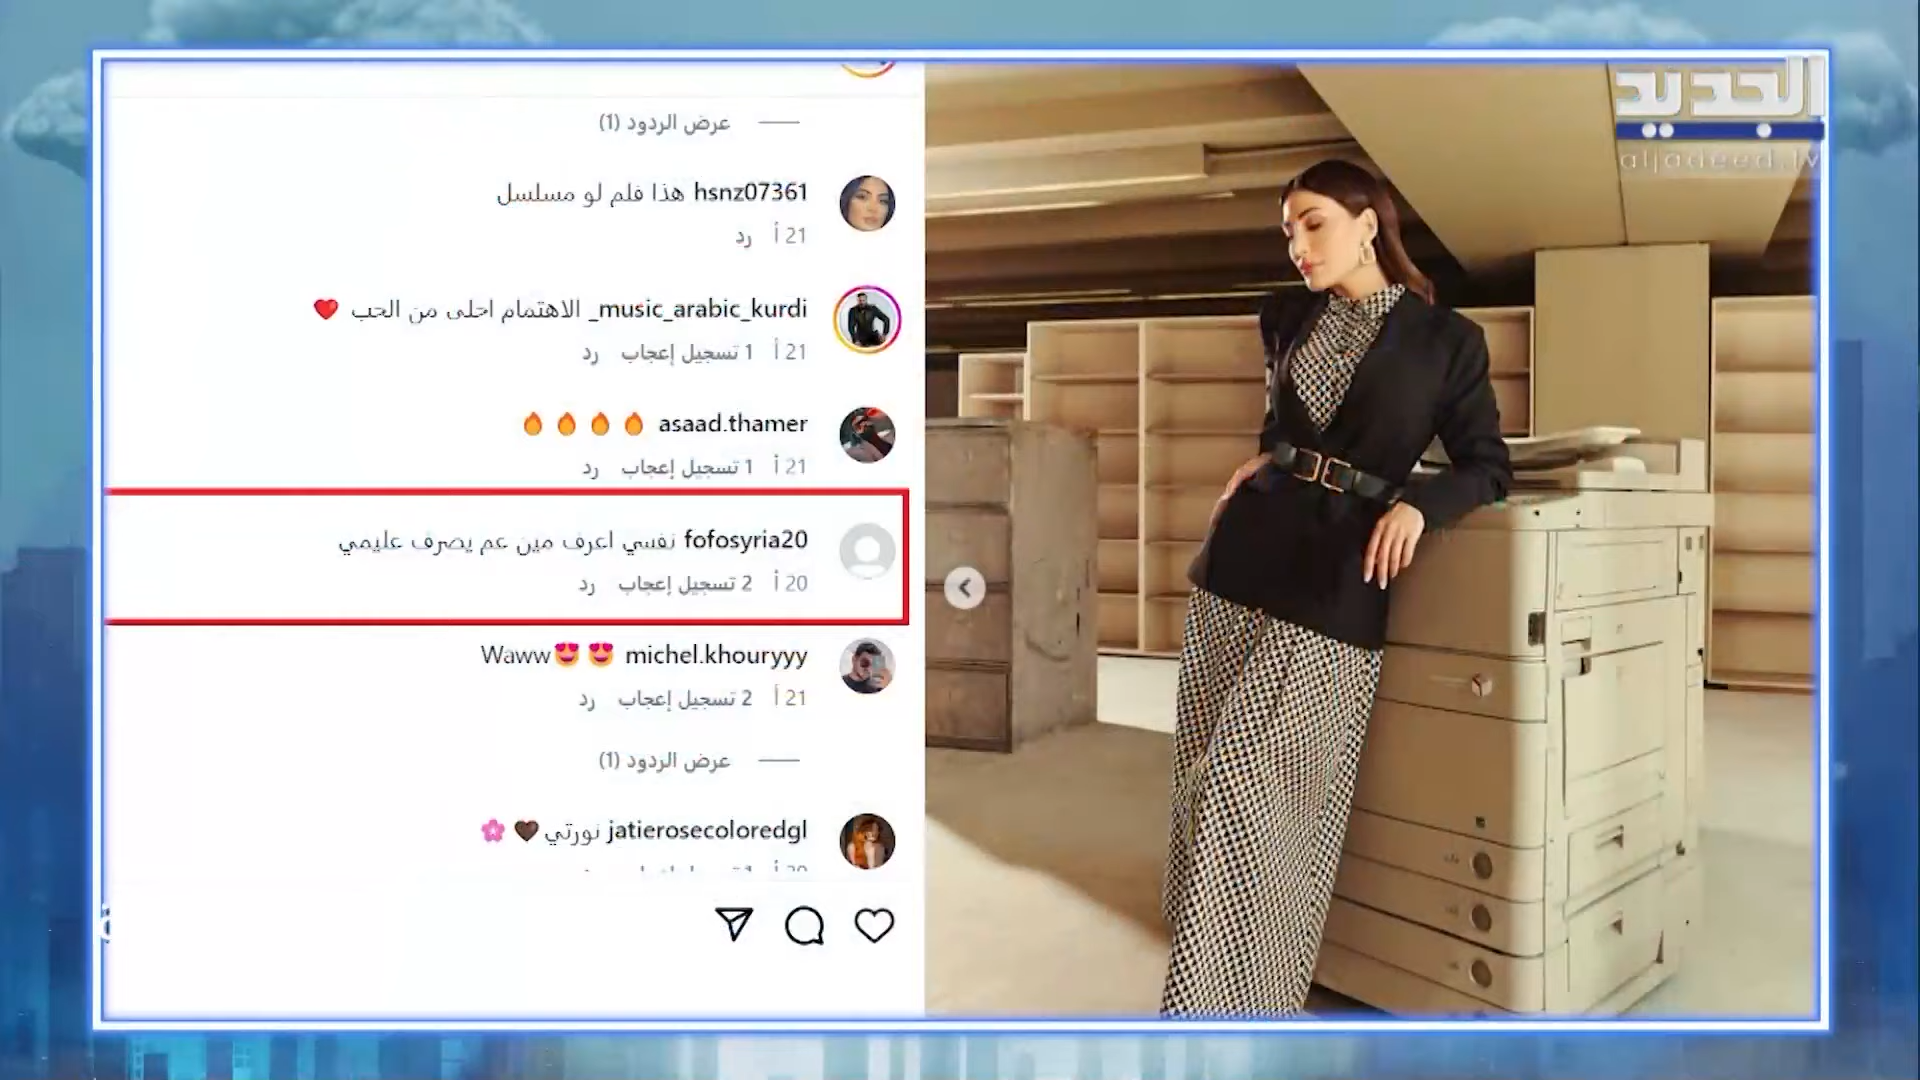 الجديد
aljadeed.tv
عرض الردود (1)
hsnz07361 هذا فلم لو مسلسل
21 أ رد
music_arabic_kurdi_ الاهتمام احلى من الحب ❤️
21 أ 1 تسجيل إعجاب رد
asaad.thamer 🔥🔥🔥🔥
21 أ 1 تسجيل إعجاب رد
fofosyria20 نفسي اعرف مين عم يصرف عليمي
20 أ 2 تسجيل إعجاب رد
michel.khouryyy 😍😍Waww
21 أ 2 تسجيل إعجاب رد
عرض الردود (1)
jatierosecoloredgl نورتي🤎🌸